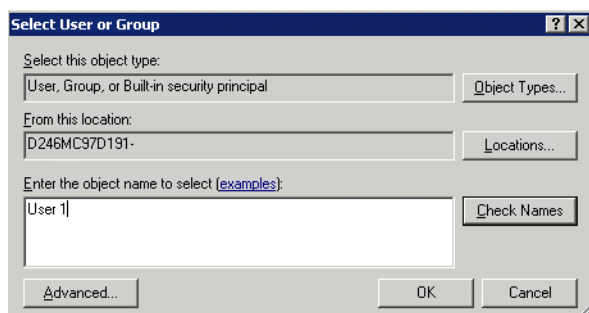 Select User or Group
Select this object type:
User, Group, or Built-in security principal
Object Types...
From this location:
D246MC97D191-
Locations...
Enter the object name to select (examples):
User 1
Check Names
Advanced...
OK
Cancel